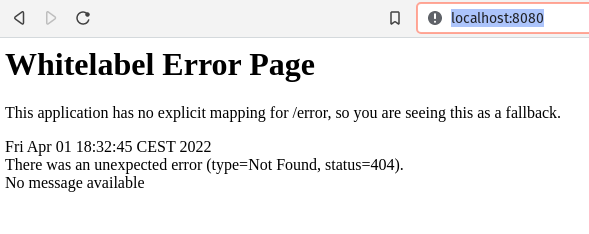 localhost:8080
Whitelabel Error Page
This application has no explicit mapping for /error, so you are seeing this as a fallback.
Fri Apr 01 18:32:45 CEST 2022
There was an unexpected error (type=Not Found, status=404).
No message available